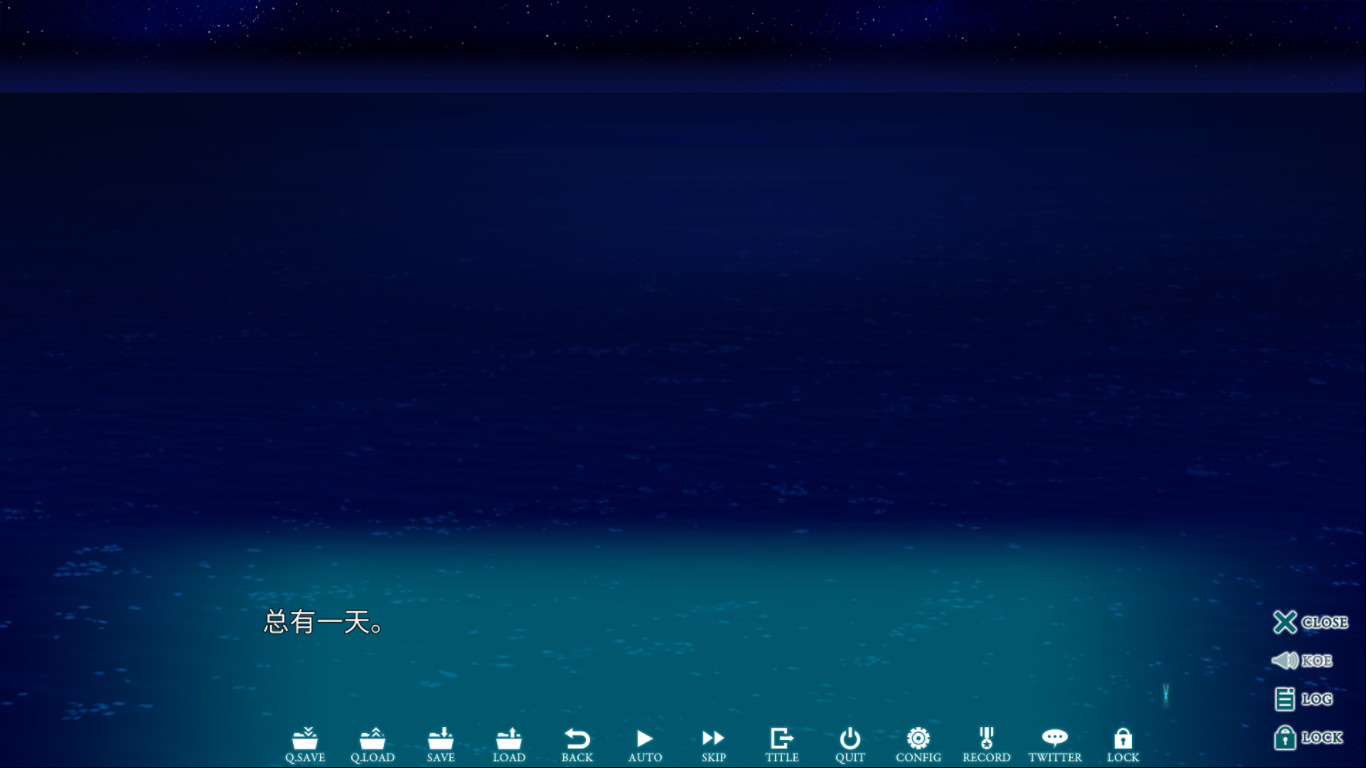 总有一天。
CLOSE
KOE
LOG
LOCK
Q.SAVE Q.LOAD SAVE LOAD BACK AUTO SKIP TITLE QUIT CONFIG RECORD TWITTER LOCK